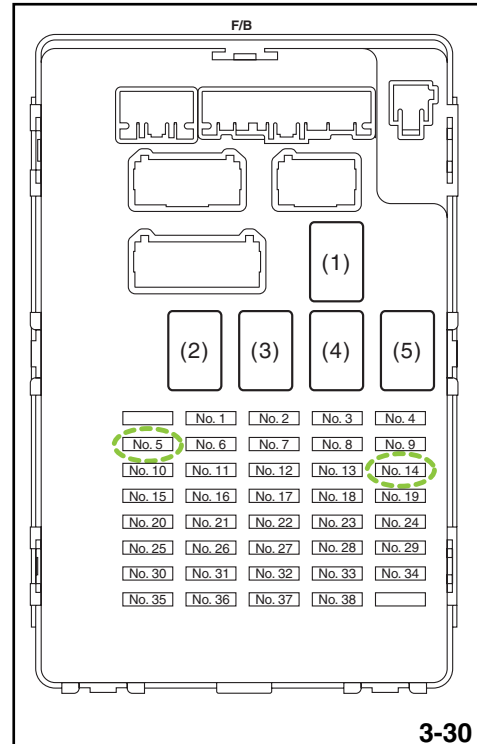 F/B
(1)
(2) (3) (4) (5)
No. 1 No. 2 No. 3 No. 4
No. 5 No. 6 No. 7 No. 8 No. 9
No. 10 No. 11 No. 12 No. 13 No. 14
No. 15 No. 16 No. 17 No. 18 No. 19
No. 20 No. 21 No. 22 No. 23 No. 24
No. 25 No. 26 No. 27 No. 28 No. 29
No. 30 No. 31 No. 32 No. 33 No. 34
No. 35 No. 36 No. 37 No. 38
3-30